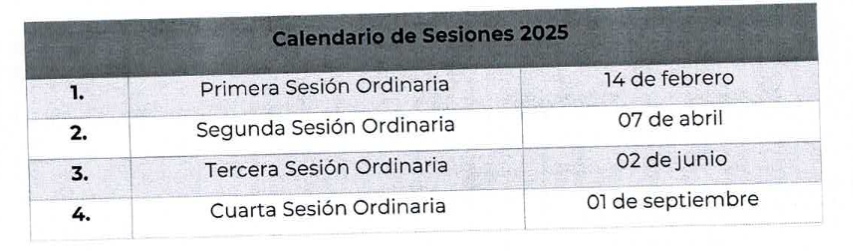 Calendario de Sesiones 2025
1. Primera Sesión Ordinaria 14 de febrero
2. Segunda Sesión Ordinaria 07 de abril
3. Tercera Sesión Ordinaria 02 de junio
4. Cuarta Sesión Ordinaria 01 de septiembre